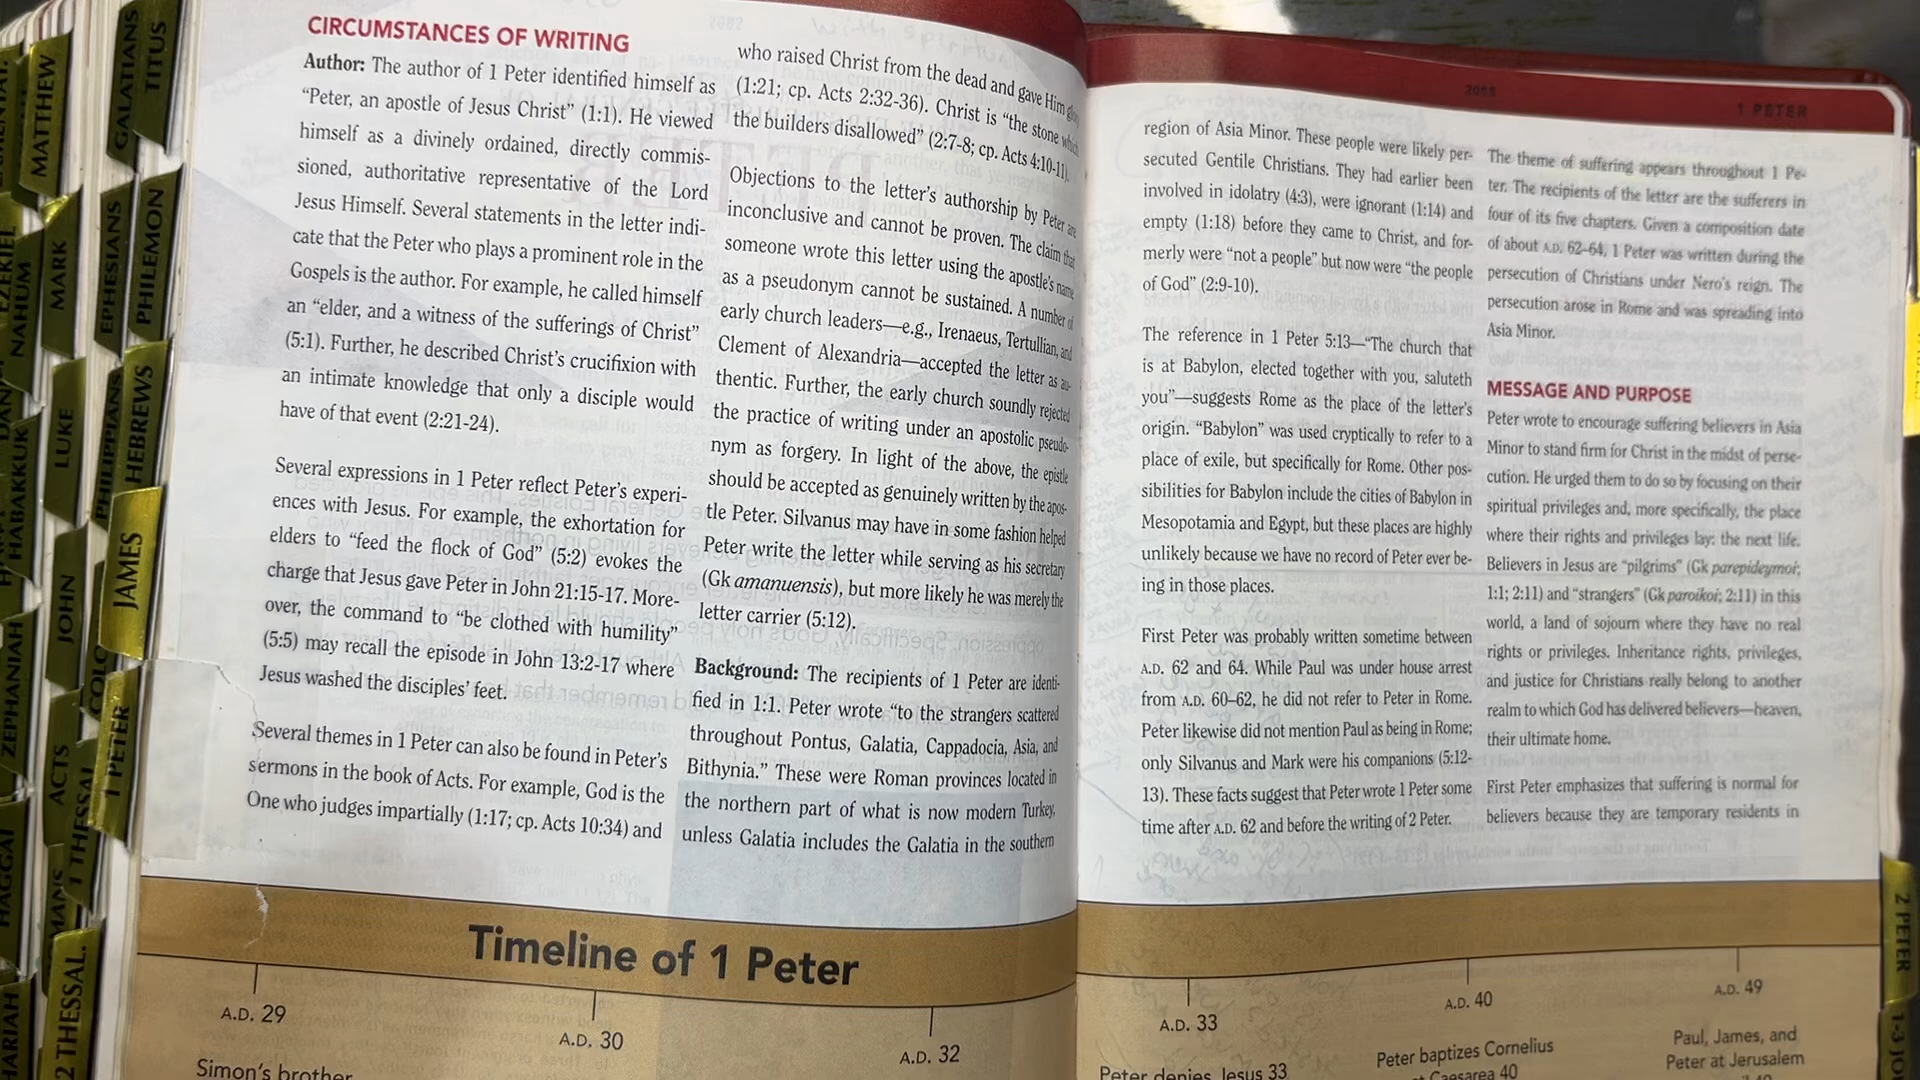 CIRCUMSTANCES OF WRITING
Author: The author of 1 Peter identified himself as
“Peter, an apostle of Jesus Christ” (1:1). He viewed
himself as a divinely ordained, directly commis-
sioned, authoritative representative of the Lord
Jesus Himself. Several statements in the letter indi-
cate that the Peter who plays a prominent role in the
Gospels is the author. For example, he called himself
an “elder, and a witness of the sufferings of Christ”
(5:1). Further, he described Christ’s crucifixion with
an intimate knowledge that only a disciple would
have of that event (2:21-24).
Several expressions in 1 Peter reflect Peter’s experi-
ences with Jesus. For example, the exhortation for
elders to “feed the flock of God” (5:2) evokes the
charge that Jesus gave Peter in John 21:15-17. More-
over, the command to “be clothed with humility”
(5:5) may recall the episode in John 13:2-17 where
Jesus washed the disciples’ feet.
Several themes in 1 Peter can also be found in Peter’s
sermons in the book of Acts. For example, God is the
One who judges impartially (1:17; cp. Acts 10:34) and
who raised Christ from the dead and gave Him
(1:21; cp. Acts 2:32-36). Christ is “the stone which
the builders disallowed” (2:7-8; cp. Acts 4:10-11).
Objections to the letter’s authorship by Peter are
inconclusive and cannot be proven. The claim that
someone wrote this letter using the apostle’s name
as a pseudonym cannot be sustained. A number of
early church leaders—e.g., Irenaeus, Tertullian, and
Clement of Alexandria—accepted the letter as au-
thentic. Further, the early church soundly rejected
the practice of writing under an apostolic pseudo-
nym as forgery. In light of the above, the epistle
should be accepted as genuinely written by the apos-
tle Peter. Silvanus may have in some fashion helped
Peter write the letter while serving as his secretary
(Gk amanuensis), but more likely he was merely the
letter carrier (5:12).
Background: The recipients of 1 Peter are identi-
fied in 1:1. Peter wrote “to the strangers scattered
throughout Pontus, Galatia, Cappadocia, Asia, and
Bithynia.” These were Roman provinces located in
the northern part of what is now modern Turkey,
unless Galatia includes the Galatia in the southern
1 PETER
region of Asia Minor. These people were likely per-
secuted Gentile Christians. They had earlier been
involved in idolatry (4:3), were ignorant (1:14) and
empty (1:18) before they came to Christ, and for-
merly were “not a people” but now were “the people
of God” (2:9-10).
The reference in 1 Peter 5:13—“The church that
is at Babylon, elected together with you, saluteth
you”—suggests Rome as the place of the letter’s
origin. “Babylon” was used cryptically to refer to a
place of exile, but specifically for Rome. Other pos-
sibilities for Babylon include the cities of Babylon in
Mesopotamia and Egypt, but these places are highly
unlikely because we have no record of Peter ever be-
ing in those places.
First Peter was probably written sometime between
A.D. 62 and 64. While Paul was under house arrest
from A.D. 60–62, he did not refer to Peter in Rome.
Peter likewise did not mention Paul as being in Rome;
only Silvanus and Mark were his companions (5:12-
13). These facts suggest that Peter wrote 1 Peter some
time after A.D. 62 and before the writing of 2 Peter.
The theme of suffering appears throughout 1 Pe-
ter. The recipients of the letter are the sufferers in
four of its five chapters. Given a composition date
of about A.D. 62–64, 1 Peter was written during the
persecution of Christians under Nero’s reign. The
persecution arose in Rome and was spreading into
Asia Minor.
MESSAGE AND PURPOSE
Peter wrote to encourage suffering believers in Asia
Minor to stand firm for Christ in the midst of perse-
cution. He urged them to do so by focusing on their
spiritual privileges and, more specifically, the place
where their rights and privileges lay: the next life.
Believers in Jesus are “pilgrims” (Gk parepideymoi;
1:1; 2:11) and “strangers” (Gk paroikoi; 2:11) in this
world, a land of sojourn where they have no real
rights or privileges. Inheritance rights, privileges,
and justice for Christians really belong to another
realm to which God has delivered believers—heaven,
their ultimate home.
First Peter emphasizes that suffering is normal for
believers because they are temporary residents in
Timeline of 1 Peter
A.D. 29
A.D. 30
A.D. 32
A.D. 33
A.D. 40
A.D. 49
Simon’s brother
Peter denies Jesus 33
Peter baptizes Cornelius
Caesarea 40
Paul, James, and
Peter at Jerusalem
MATTHEW
MARK
LUKE
JOHN
ACTS
GALATIANS
EPHESIANS
PHILIPPIANS
COLO
1 THESSAL
2 THESSAL.
TITUS
PHILEMON
HEBREWS
JAMES
1 PETER
EZEKIEL
NAHUM
HABAKKUK
ZEPHANIAH
HAGGAI
2 PETER